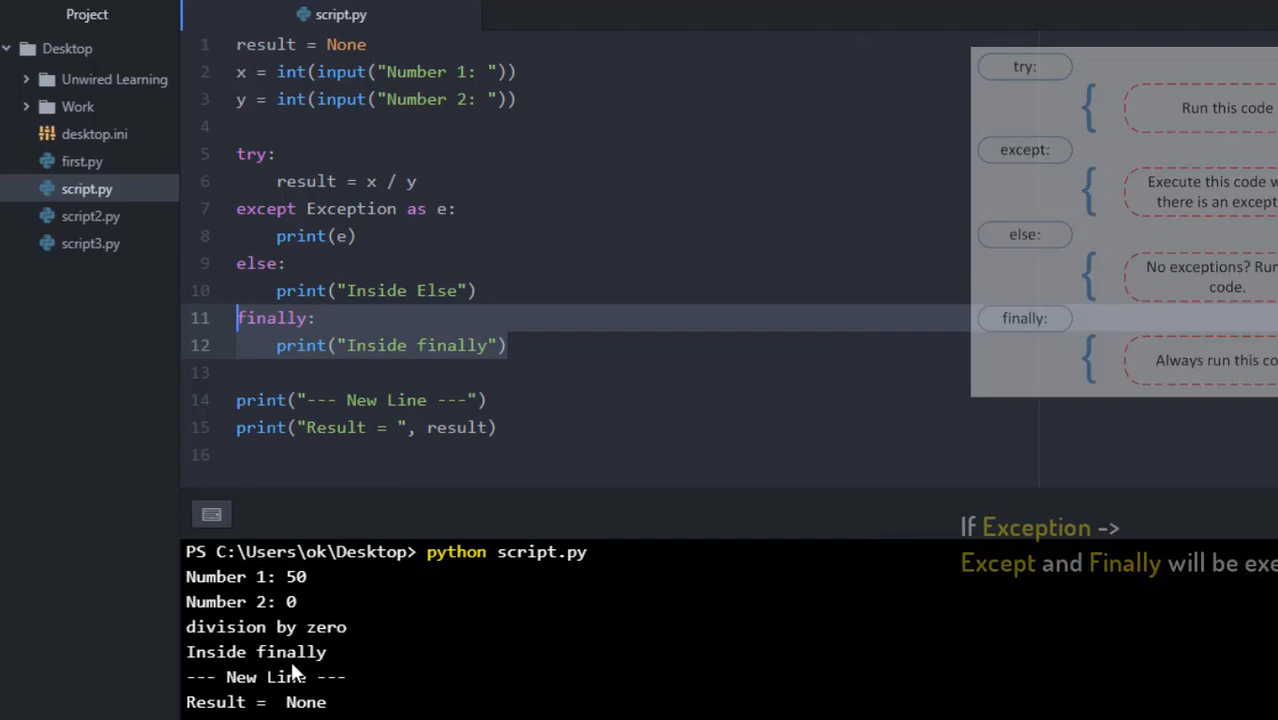 Project
script.py
Desktop
Unwired Learning
Work
desktop.ini
first.py
script.py
script2.py
script3.py
1 result = None
2 x = int(input("Number 1: "))
3 y = int(input("Number 2: "))
4
5 try:
6 result = x / y
7 except Exception as e:
8 print(e)
9 else:
10 print("Inside Else")
11 finally:
12 print("Inside finally")
13
14 print("--- New Line ---")
15 print("Result = ", result)
16
try:
Run this code
except:
Execute this code
there is an
else:
No exceptions?
code.
finally:
Always run this
If Exception ->
Except and Finally will be
PS C:\Users\ok\Desktop> python script.py
Number 1: 50
Number 2: 0
division by zero
Inside finally
--- New Line ---
Result = None